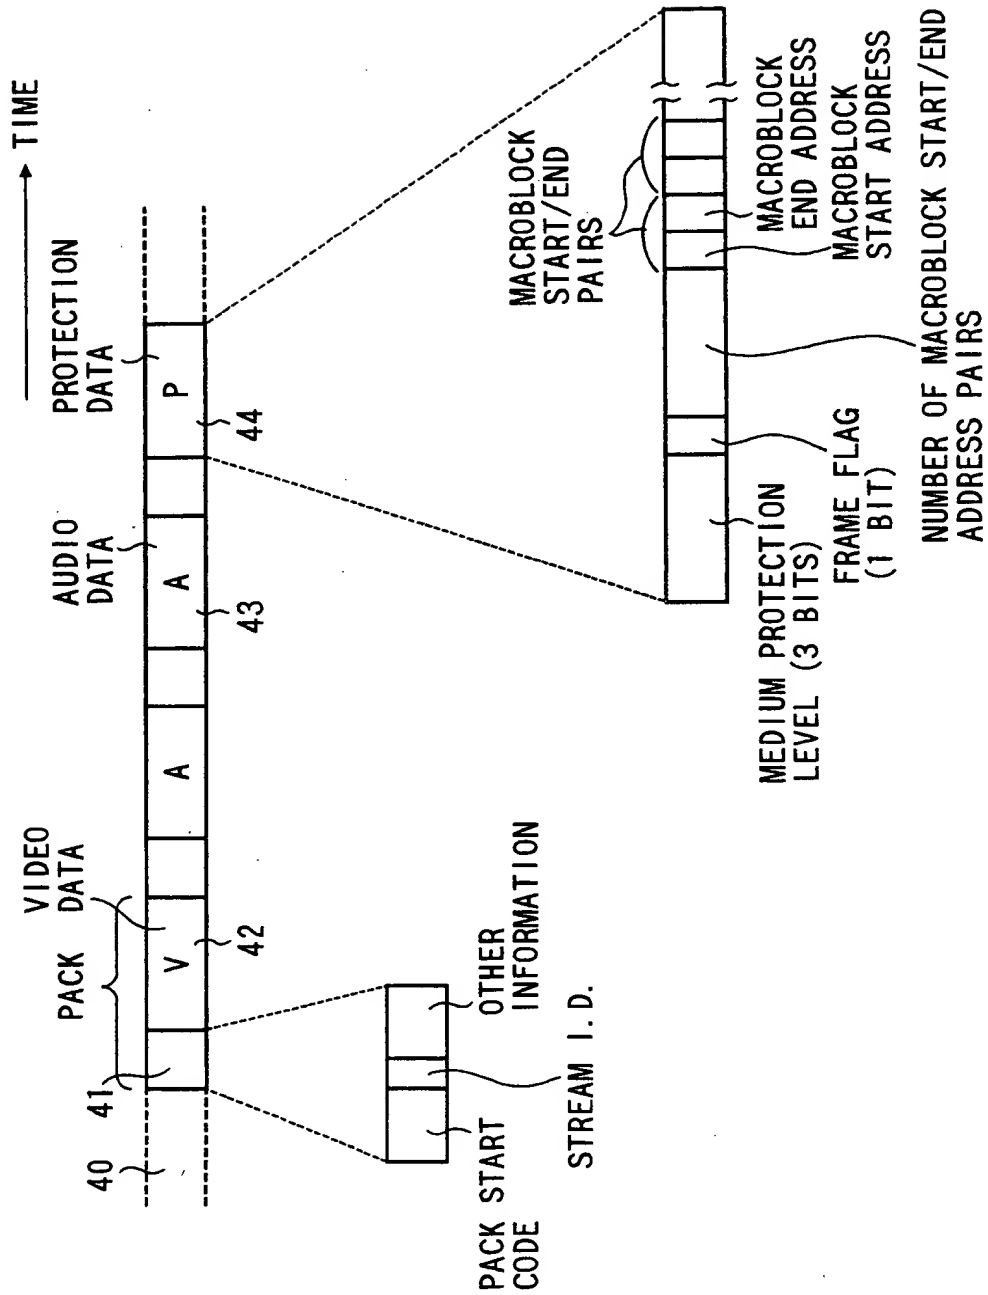 TIME
PACK
VIDEO
DATA
AUDIO
DATA
PROTECTION
DATA
40
41
V
A
A
P
42
43
44
PACK START
CODE
STREAM I.D.
OTHER
INFORMATION
MACROBLOCK
START/END
PAIRS
MEDIUM PROTECTION
LEVEL (3 BITS)
FRAME FLAG
(1 BIT)
NUMBER OF MACROBLOCK START/END
ADDRESS PAIRS
MACROBLOCK
END ADDRESS
MACROBLOCK
START ADDRESS